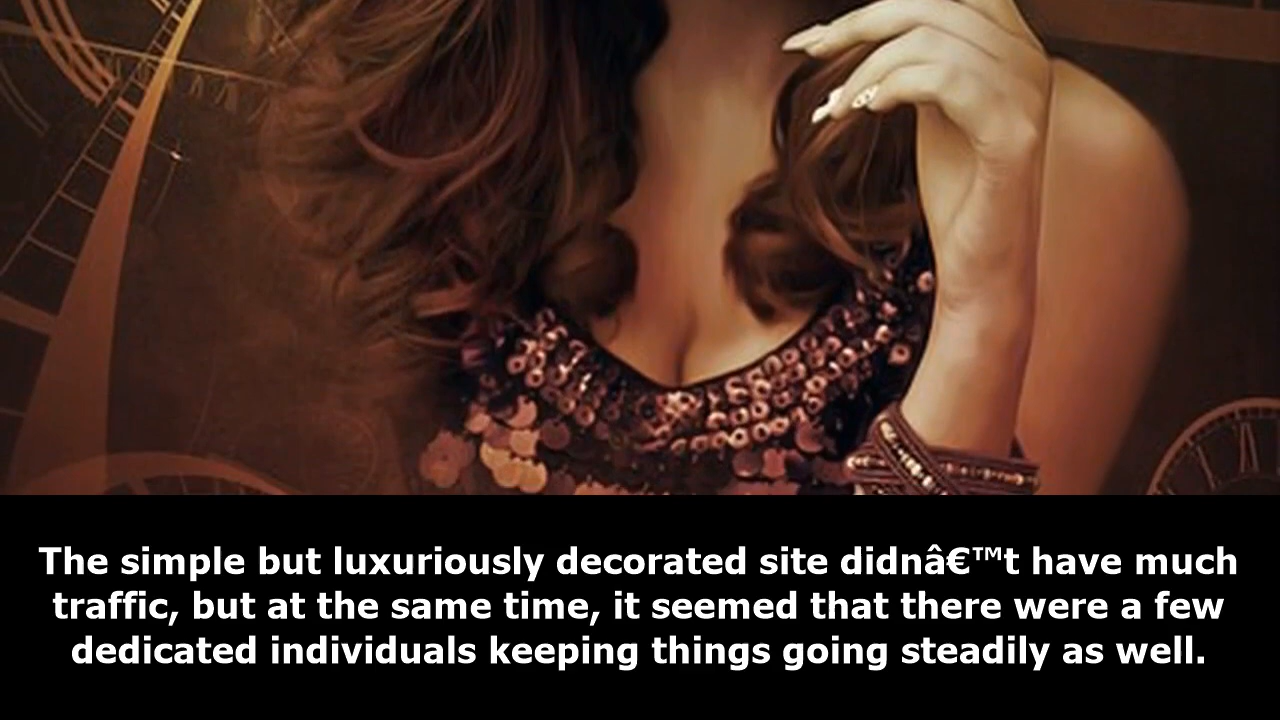 The simple but luxuriously decorated site didnâ€™t have much
traffic, but at the same time, it seemed that there were a few
dedicated individuals keeping things going steadily as well.